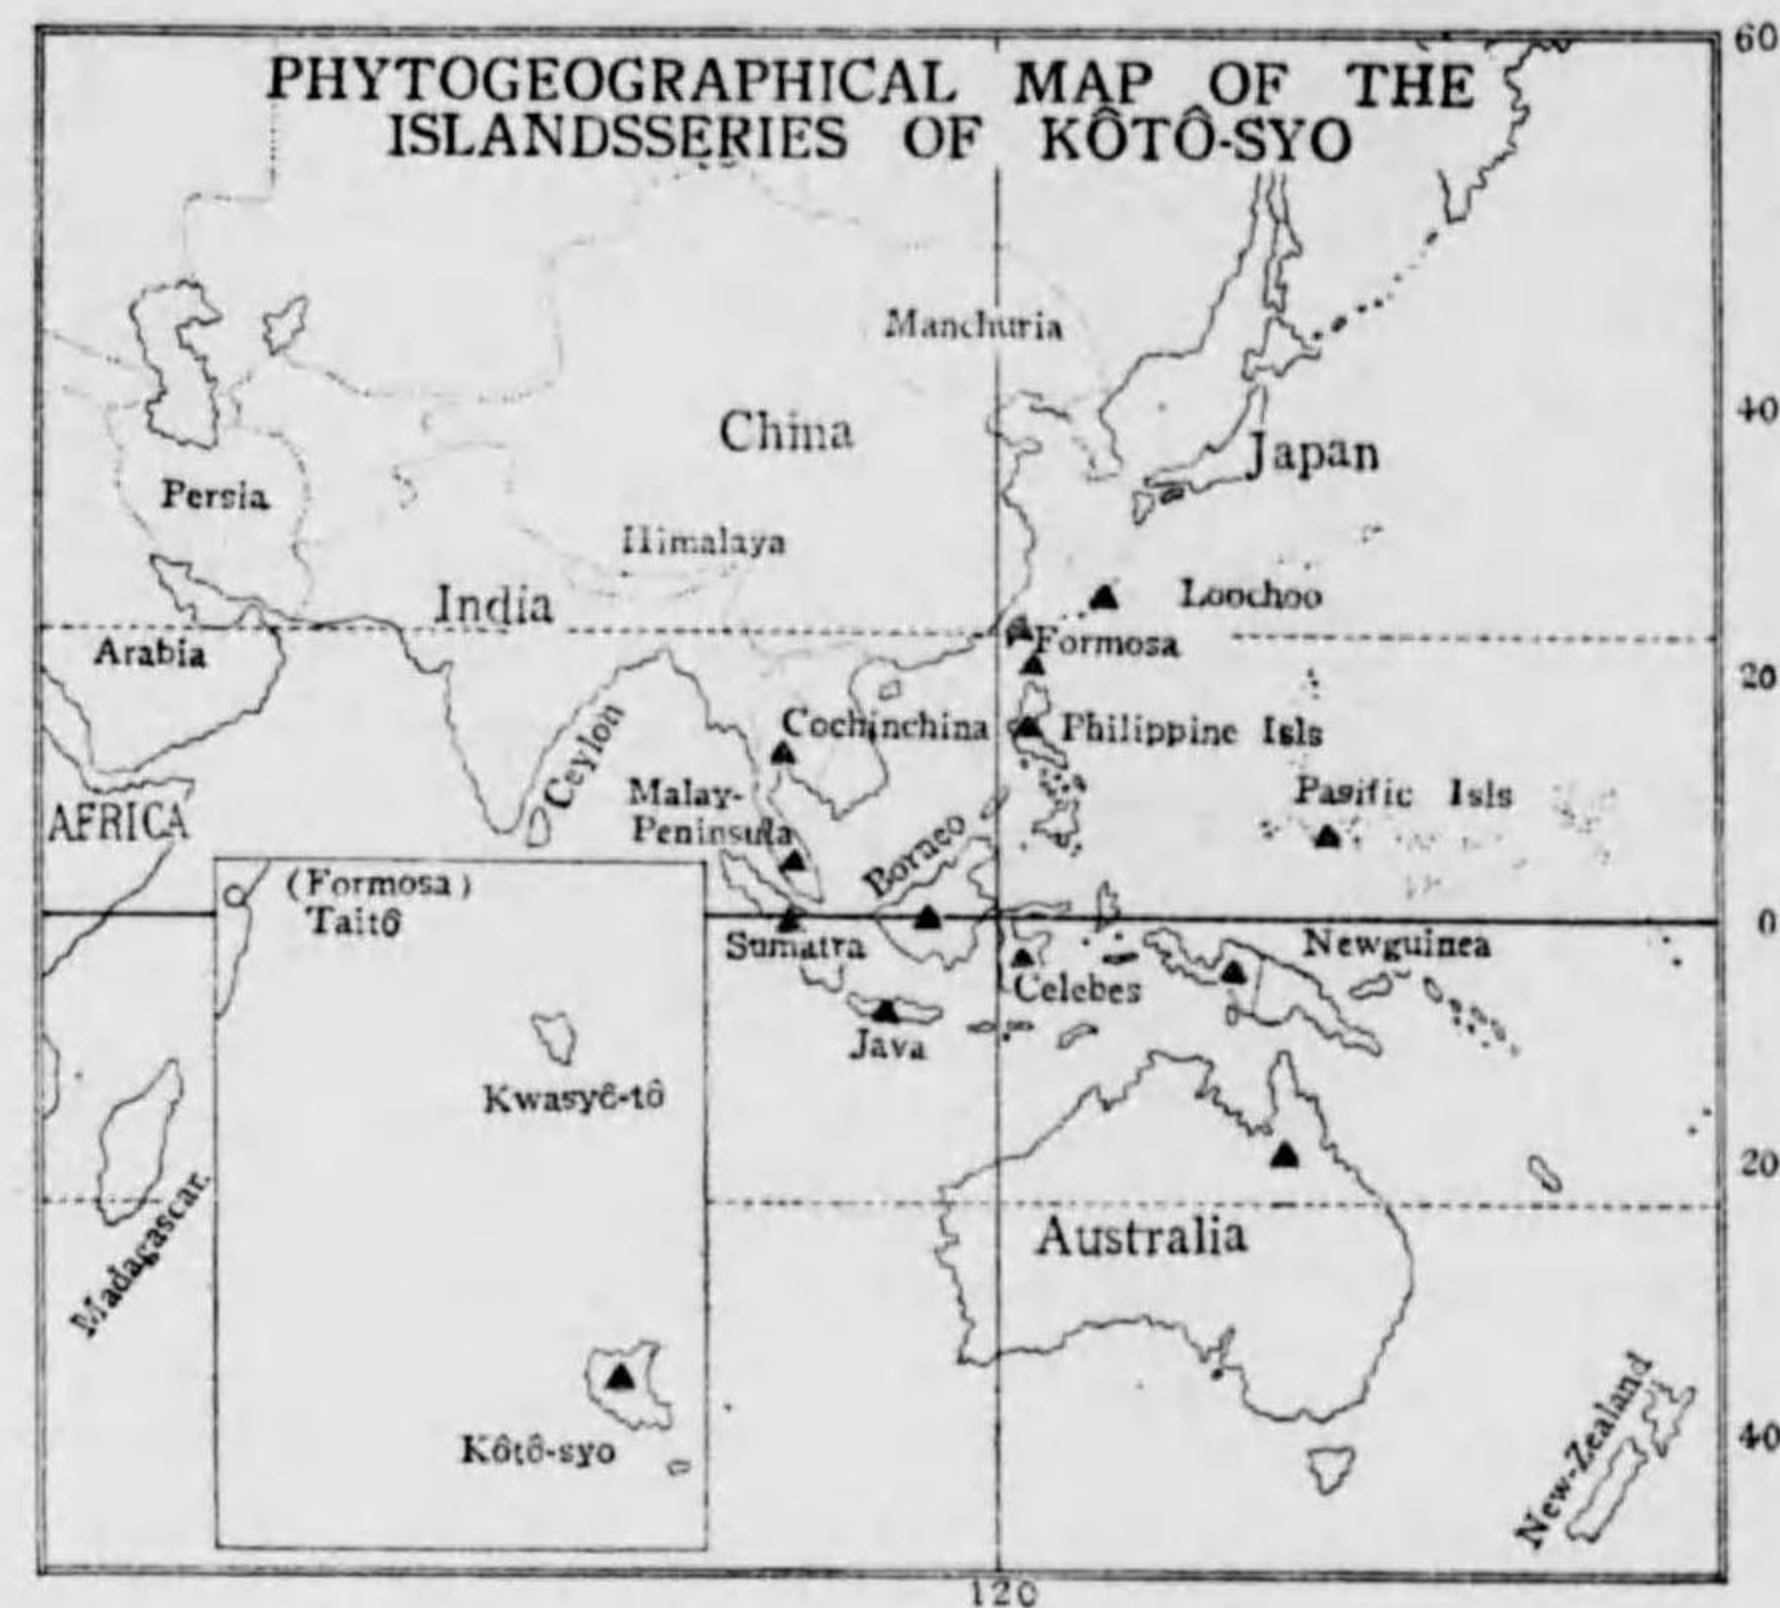 PHYTOGEOGRAPHICAL MAP OF THE
ISLANDSSERIES OF KÔTÔ-SYO
60
Manchuria
40
China
Japan
Persia
Himalaya
India
Loochoo
Arabia
Formosa
20
Cochinchina
Philippine Isls
Ceylon
Malay-
Peninsula
Pasific Isls
AFRICA
Borneo
(Formosa)
Taitô
0
Sumatra
Newguinea
Celebes
Java
Kwasyê-tô
20
Madagascar.
Australia
Kôtô-syo
New-Zealand
40
120